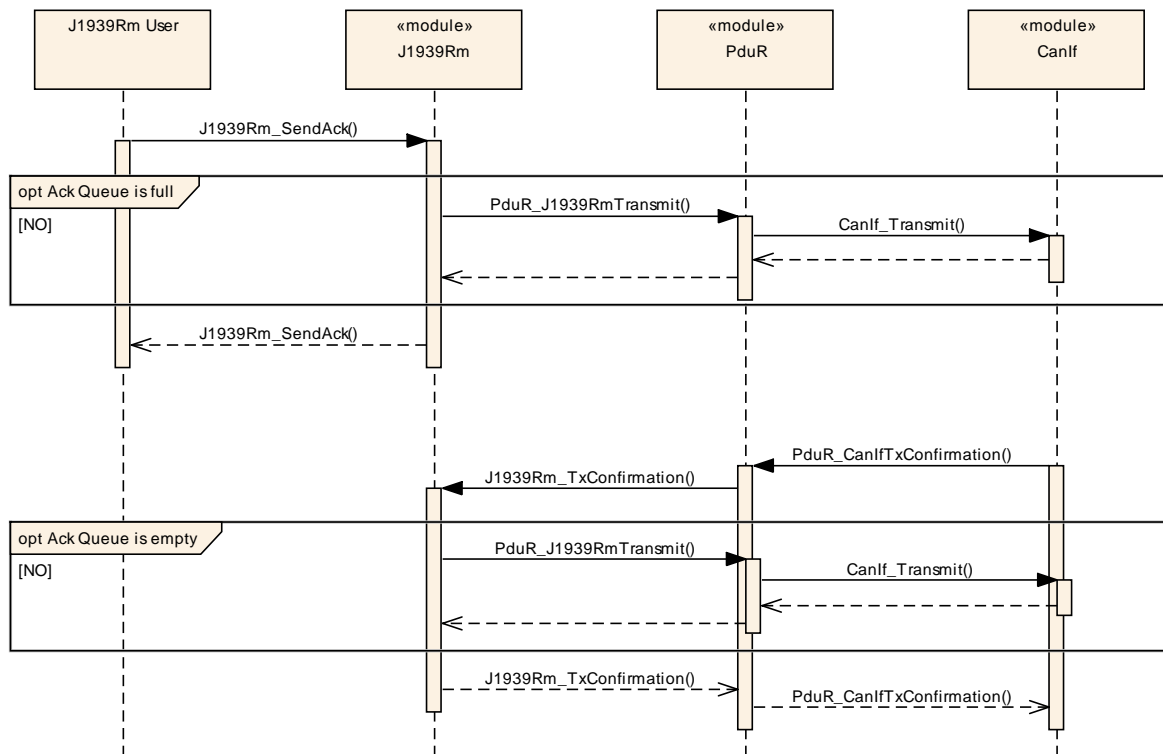 J1939Rm User
«module»
J1939Rm
«module»
PduR
«module»
CanIf
J1939Rm_SendAck()
opt Ack Queue is full
[NO]
PduR_J1939RmTransmit()
CanIf_Transmit()
J1939Rm_SendAck()
PduR_CanIfTxConfirmation()
J1939Rm_TxConfirmation()
opt Ack Queue is empty
[NO]
PduR_J1939RmTransmit()
CanIf_Transmit()
J1939Rm_TxConfirmation()
PduR_CanIfTxConfirmation()